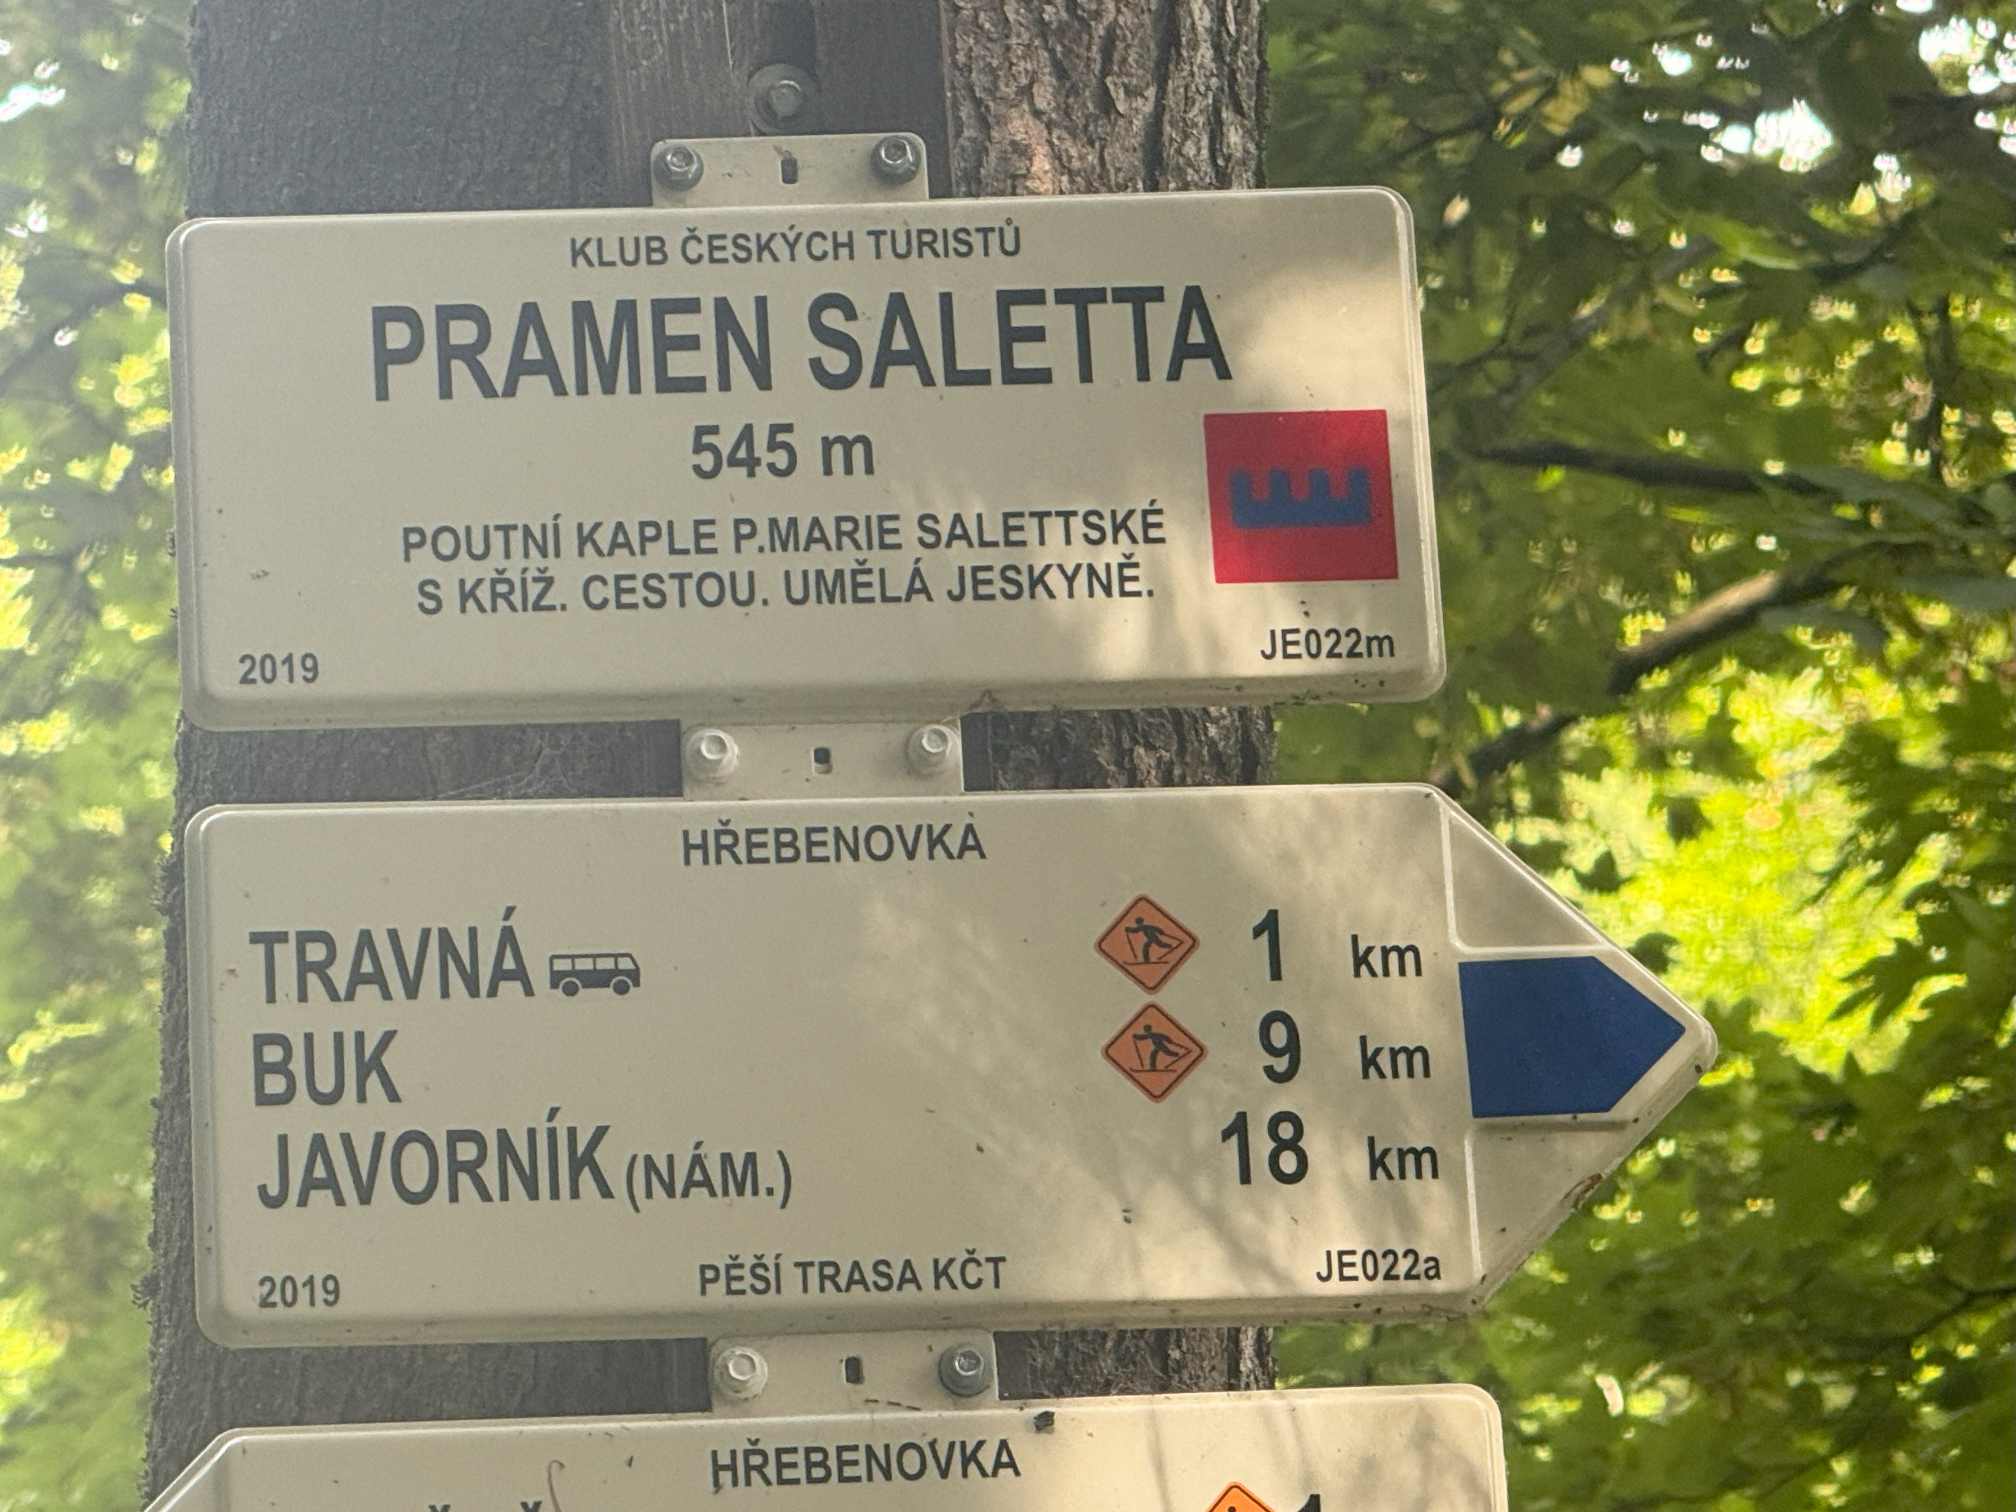 KLUB ČESKÝCH TURISTŮ
PRAMEN SALETTA
545 m
POUTNÍ KAPLE P.MARIE SALETTSKÉ
S KŘÍŽ. CESTOU. UMĚLÁ JESKYNĚ.
2019 JE022m
HŘEBENOVKA
TRAVNÁ 1 km
BUK 9 km
JAVORNÍK (NÁM.) 18 km
2019 PĚŠÍ TRASA KČT JE022a
HŘEBENOVKA